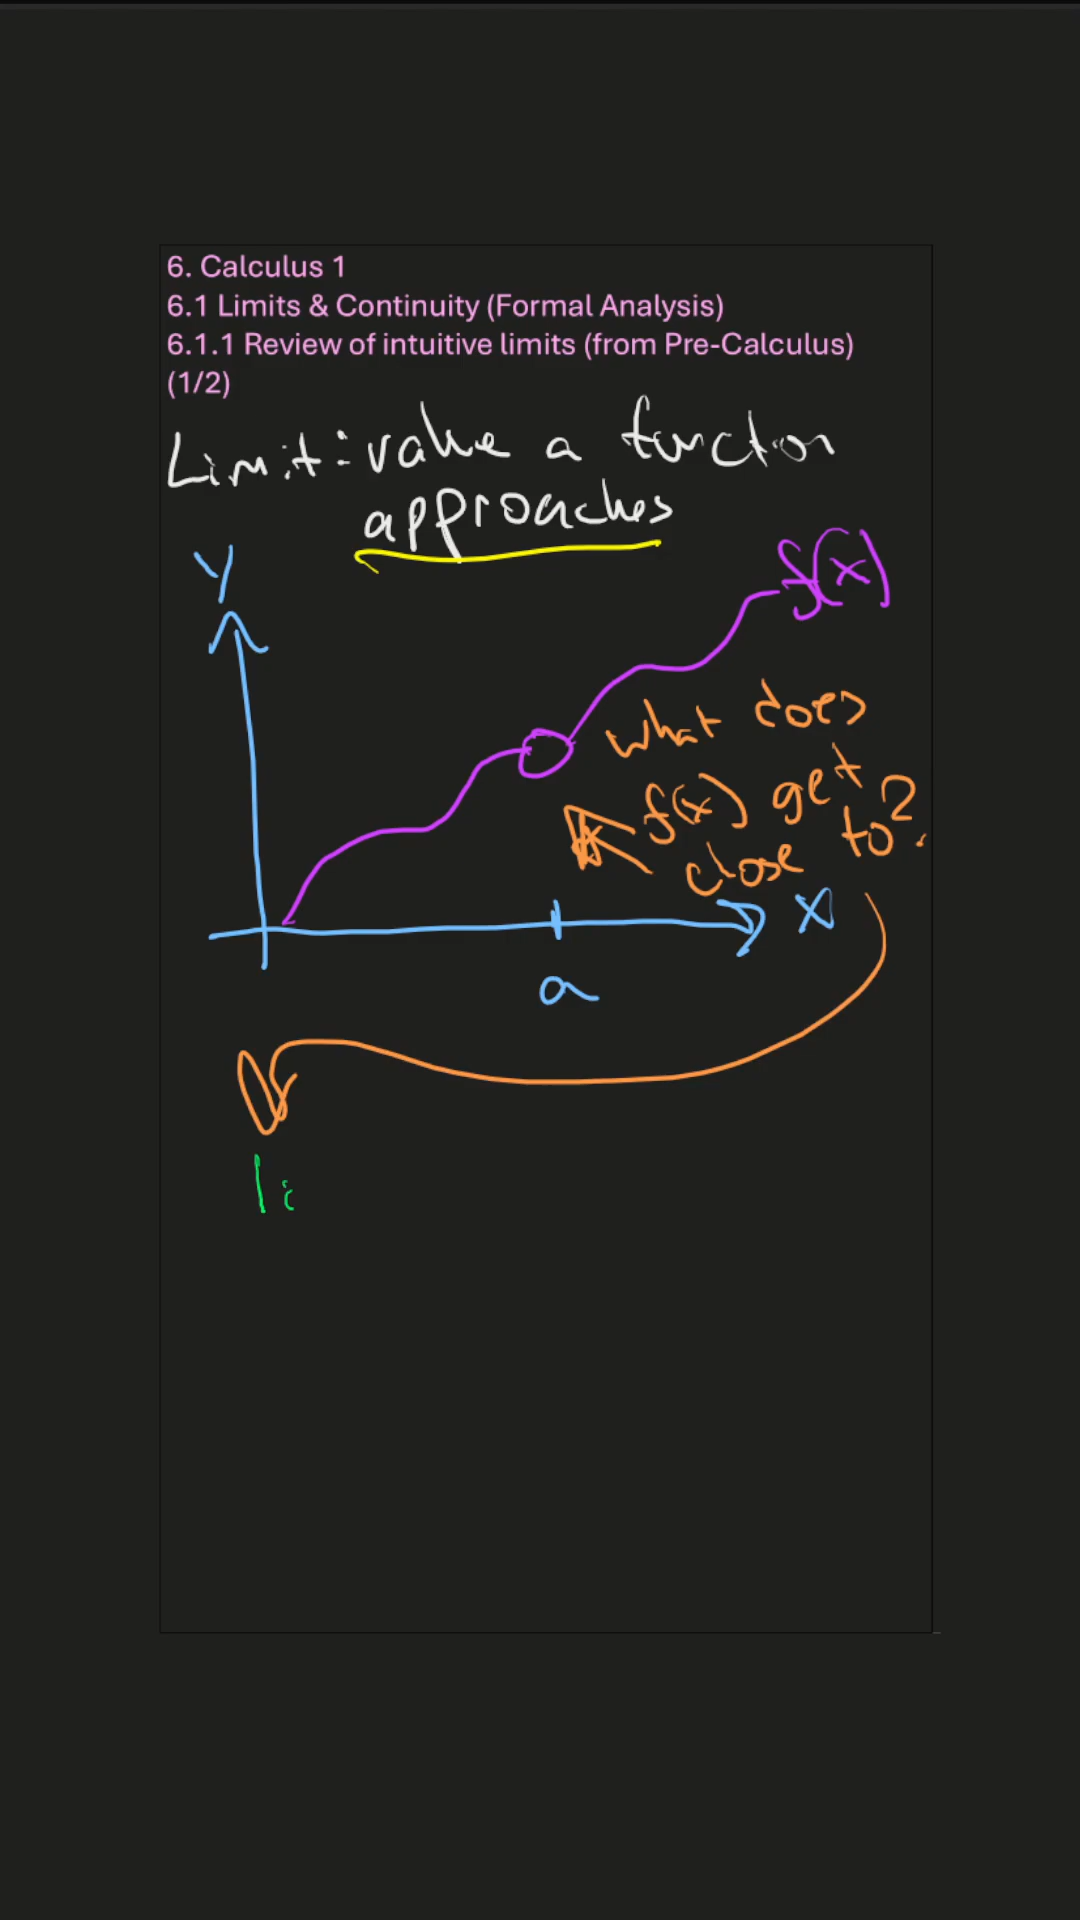 6. Calculus 1
6.1 Limits & Continuity (Formal Analysis)
6.1.1 Review of intuitive limits (from Pre-Calculus)
(1/2)
Limit: value a function
approaches
y
f(x)
what does
f(x) get
close to?
x
a
li